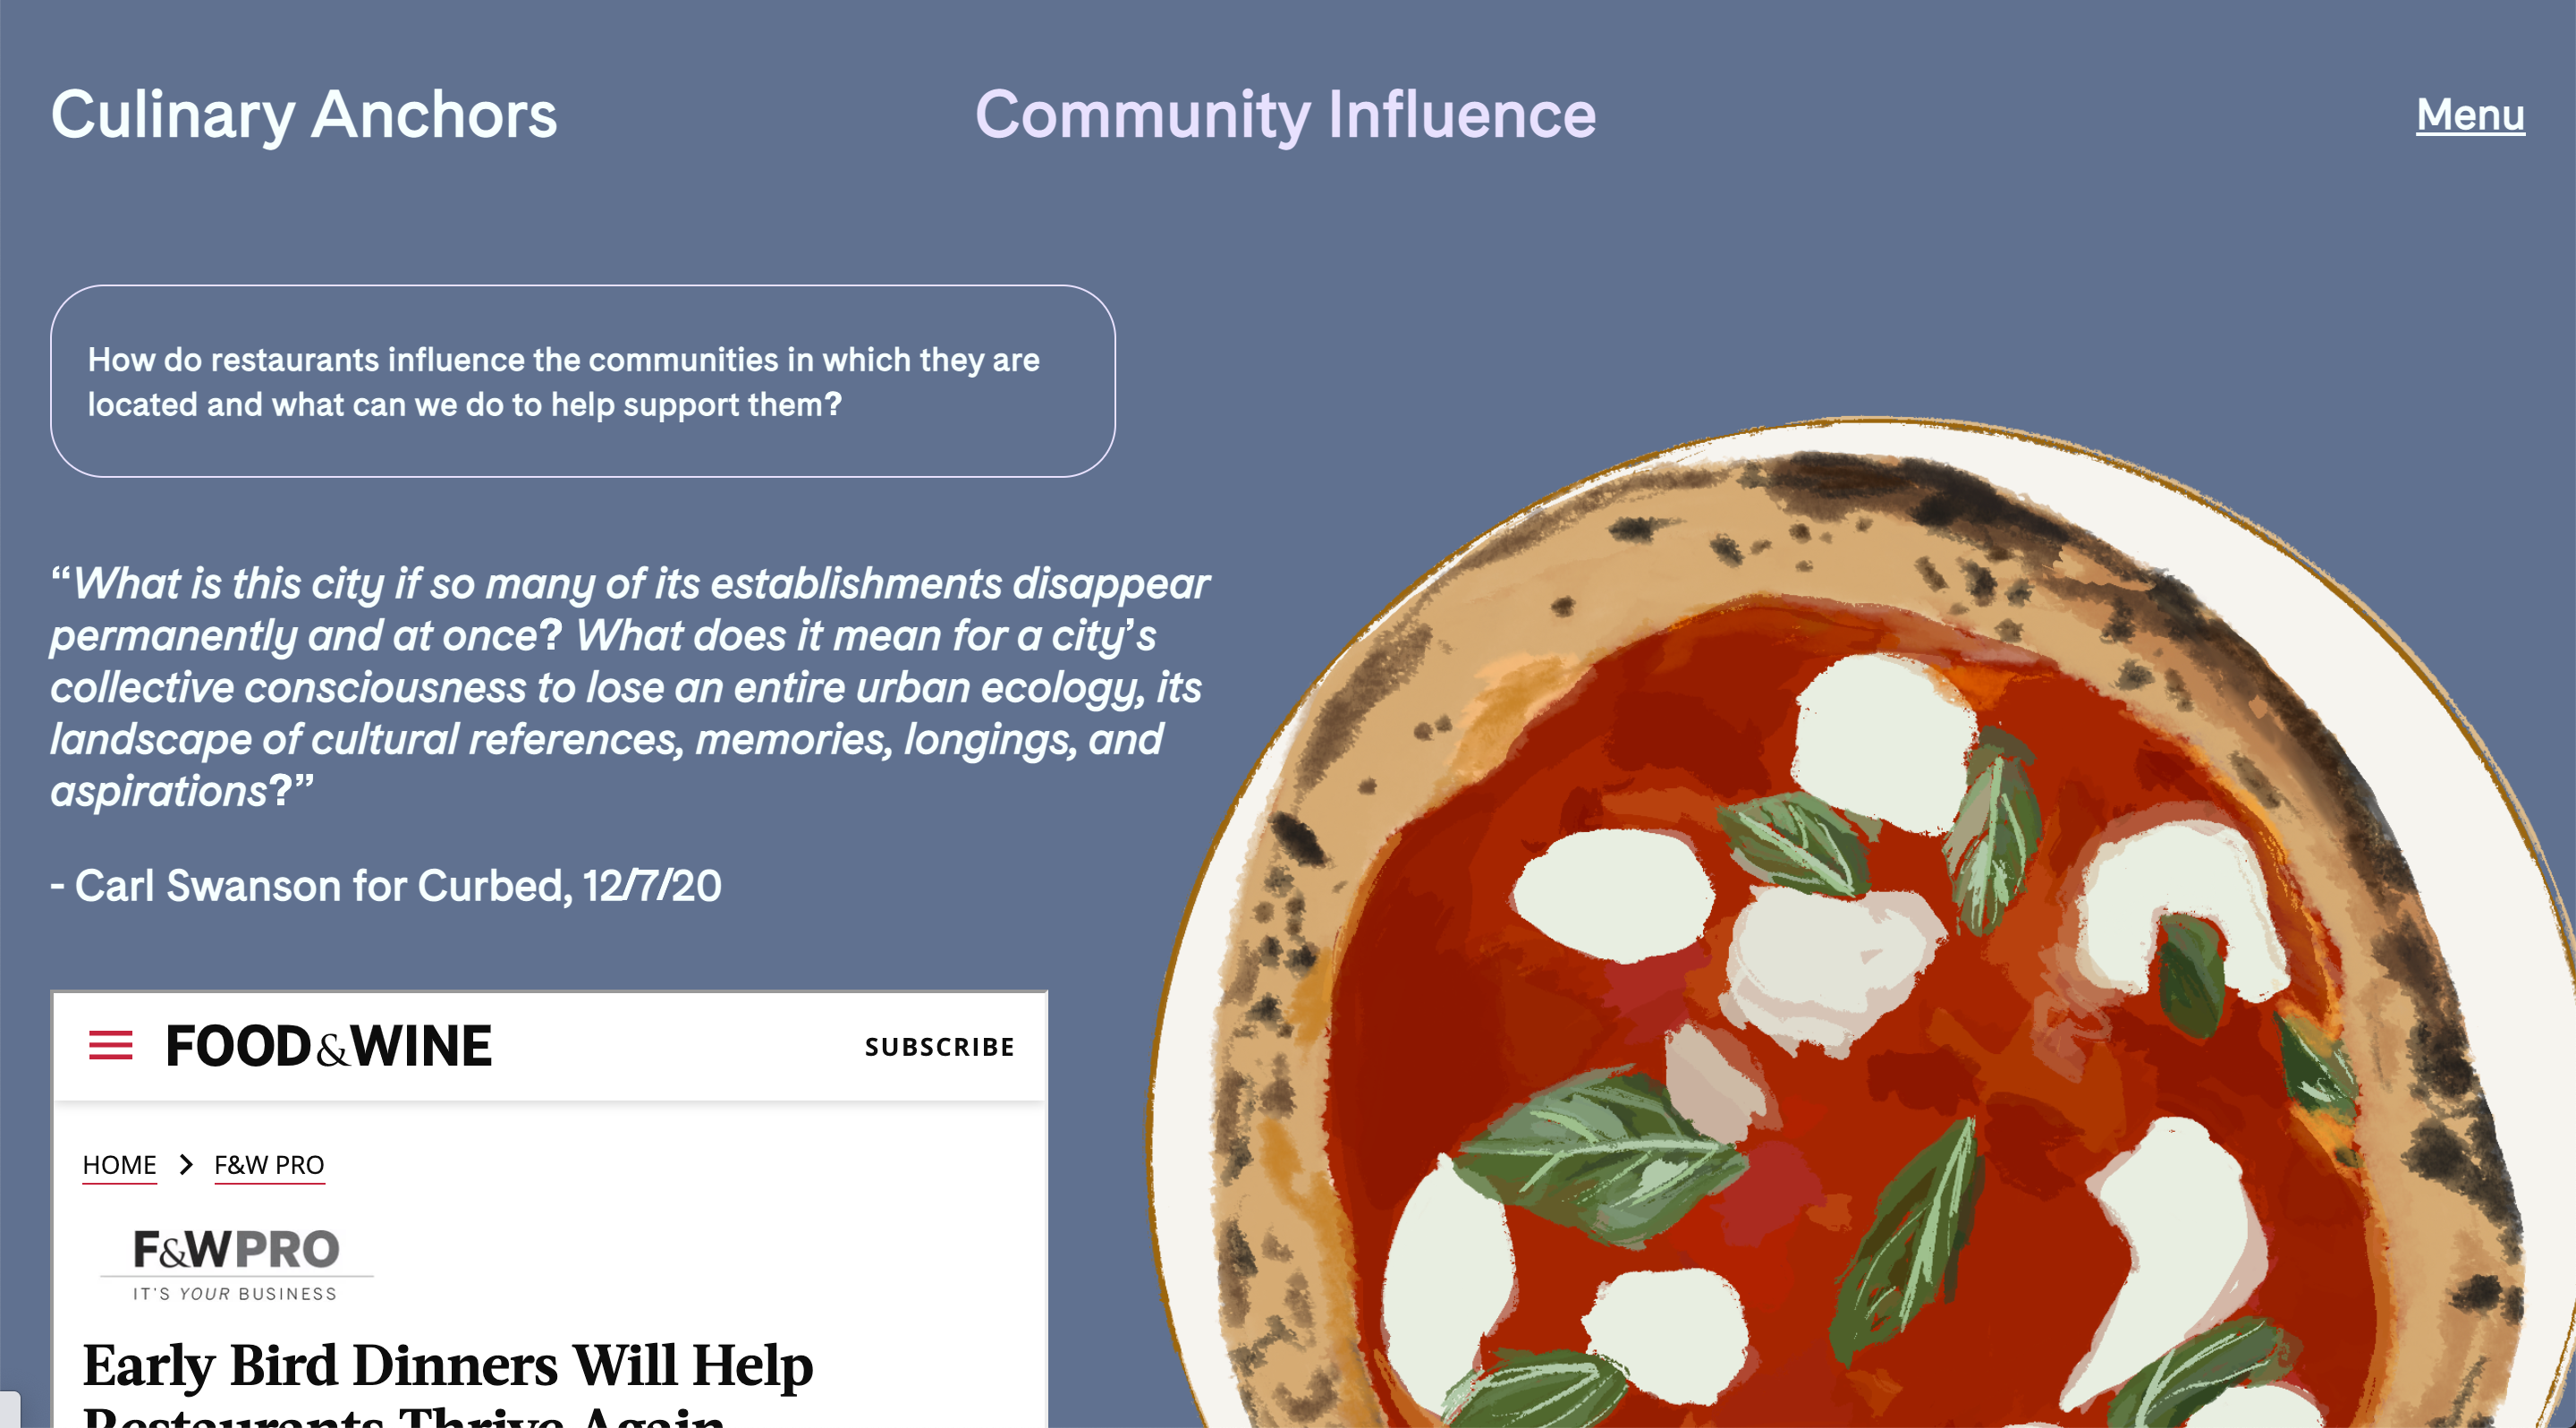 Culinary Anchors
Community Influence
Menu
How do restaurants influence the communities in which they are
located and what can we do to help support them?
“What is this city if so many of its establishments disappear
permanently and at once? What does it mean for a city’s
collective consciousness to lose an entire urban ecology, its
landscape of cultural references, memories, longings, and
aspirations?”
- Carl Swanson for Curbed, 12/7/20
FOOD&WINE
SUBSCRIBE
HOME > F&W PRO
F&WPRO
IT'S YOUR BUSINESS
Early Bird Dinners Will Help
Restaurants Thrive Again